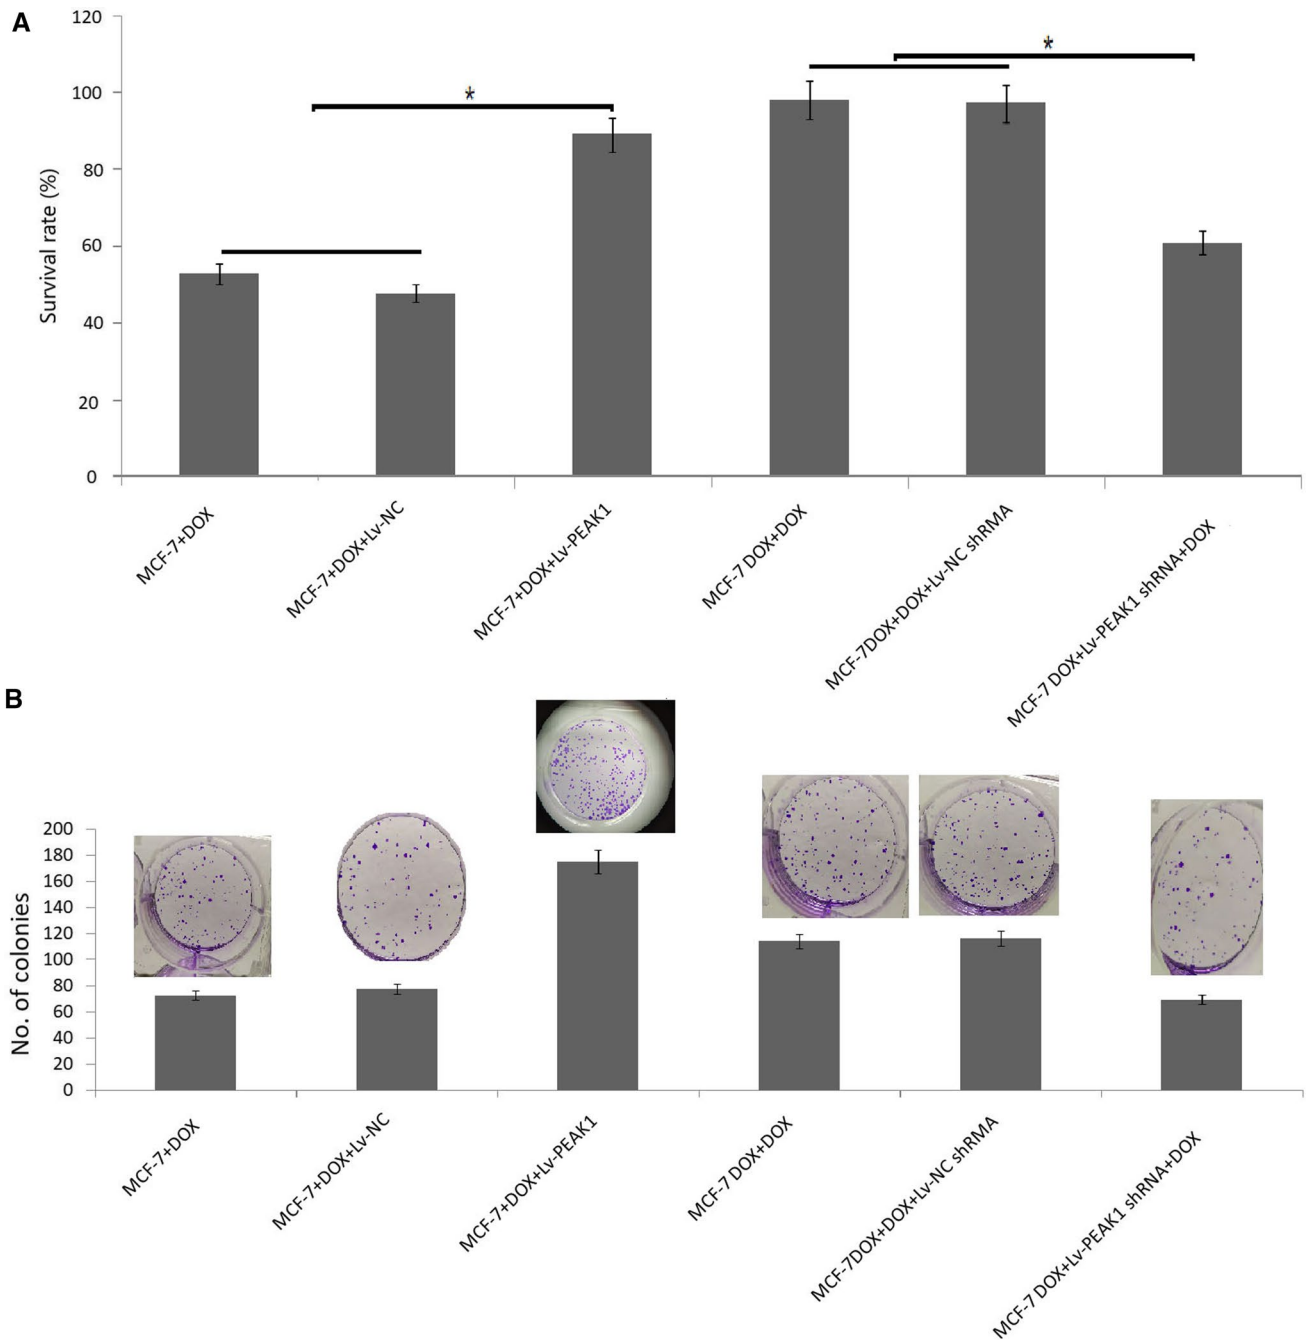 A
120
100
80
60
40
20
0
Survival rate (%)
*
*
MCF-7+DOX
MCF-7+DOX+Lv-NC
MCF-7+DOX+Lv-PEAK1
MCF-7 DOX+DOX
MCF-7DOX+DOX+Lv-NC shRMA
MCF-7 DOX+Lv-PEAK1 shRNA+DOX
B
200
180
160
140
120
100
80
60
40
20
0
No. of colonies
MCF-7+DOX
MCF-7+DOX+Lv-NC
MCF-7+DOX+Lv-PEAK1
MCF-7 DOX+DOX
MCF-7DOX+DOX+Lv-NC shRMA
MCF-7 DOX+Lv-PEAK1 shRNA+DOX